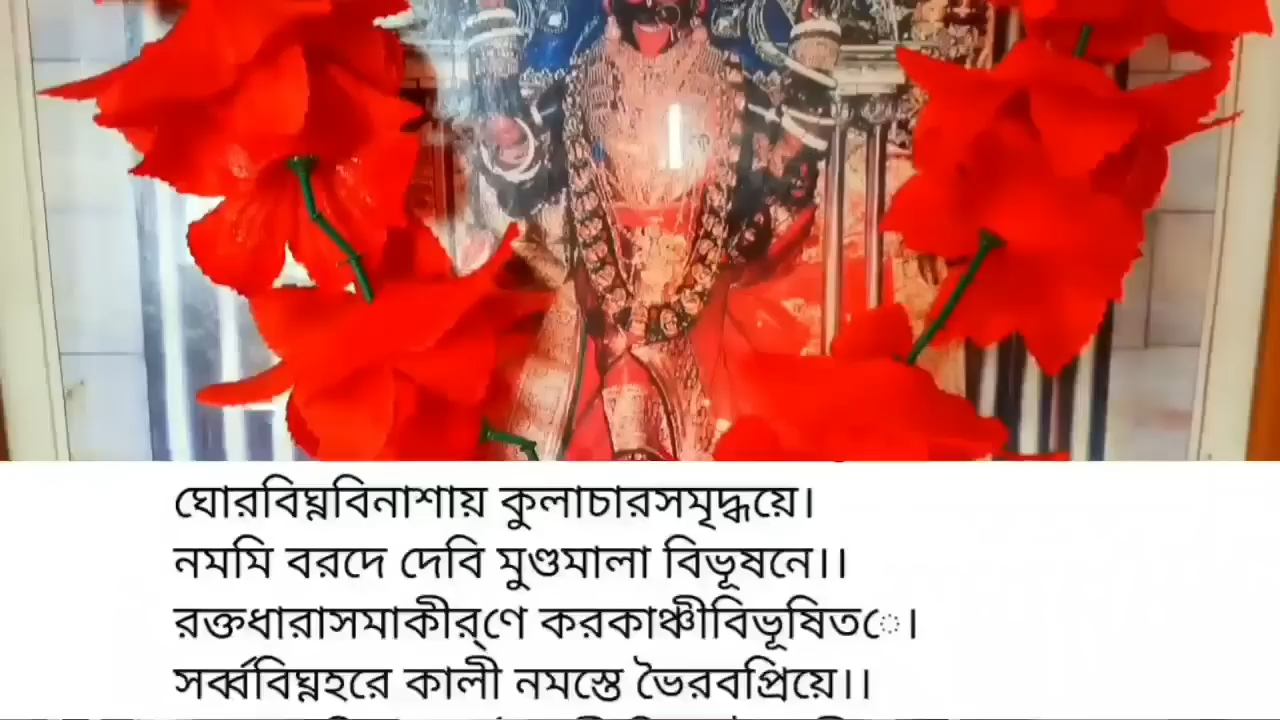 ঘোরবিঘ্নবিনাশায় কুলাচারসমৃদ্ধয়ে।
নমমি বরদে দেবি মুণ্ডমালা বিভূষনে।।
রক্তধারাসমাকীর্‌ণে করকাঞ্চীবিভূষিতে।
সর্ব্ববিঘ্নহরে কালী নমস্তে ভৈরবপ্রিয়ে।।